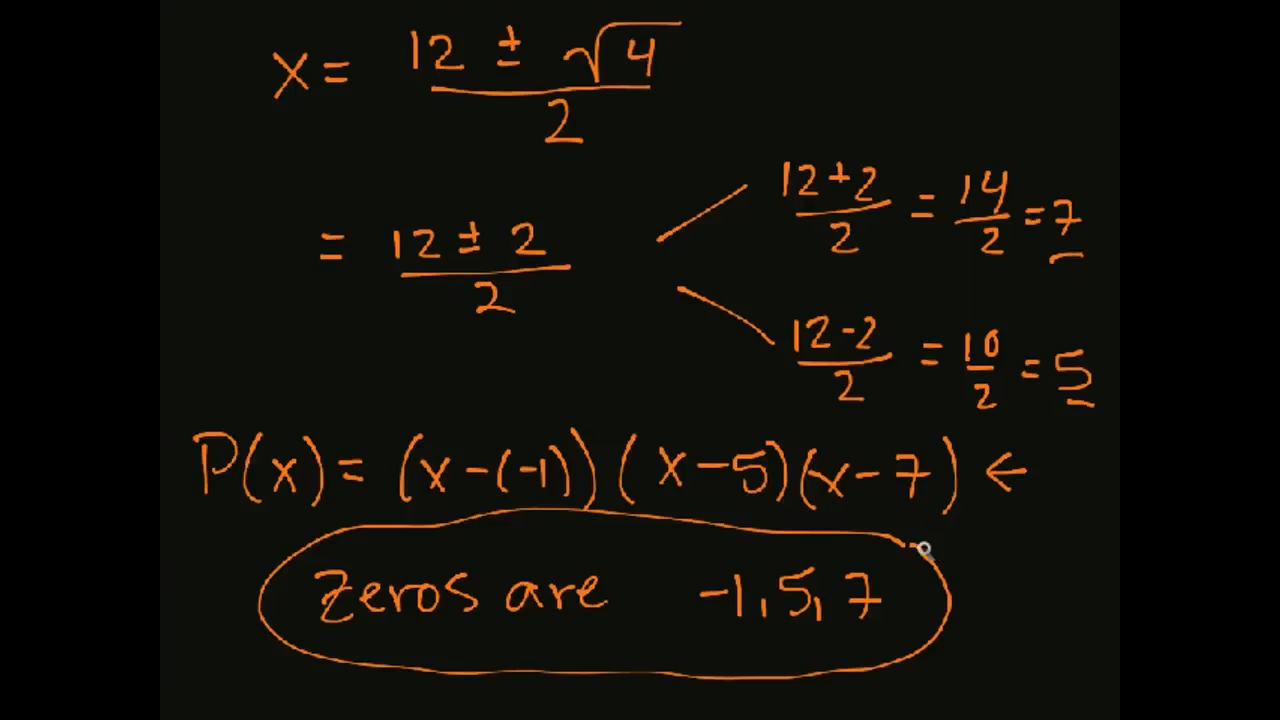 x = 12 ± √4 / 2
= 12 ± 2 / 2
12 + 2 / 2 = 14 / 2 = 7
12 - 2 / 2 = 10 / 2 = 5
P(x) = (x - (-1)) (x - 5)(x - 7) ←
Zeros are -1, 5, 7